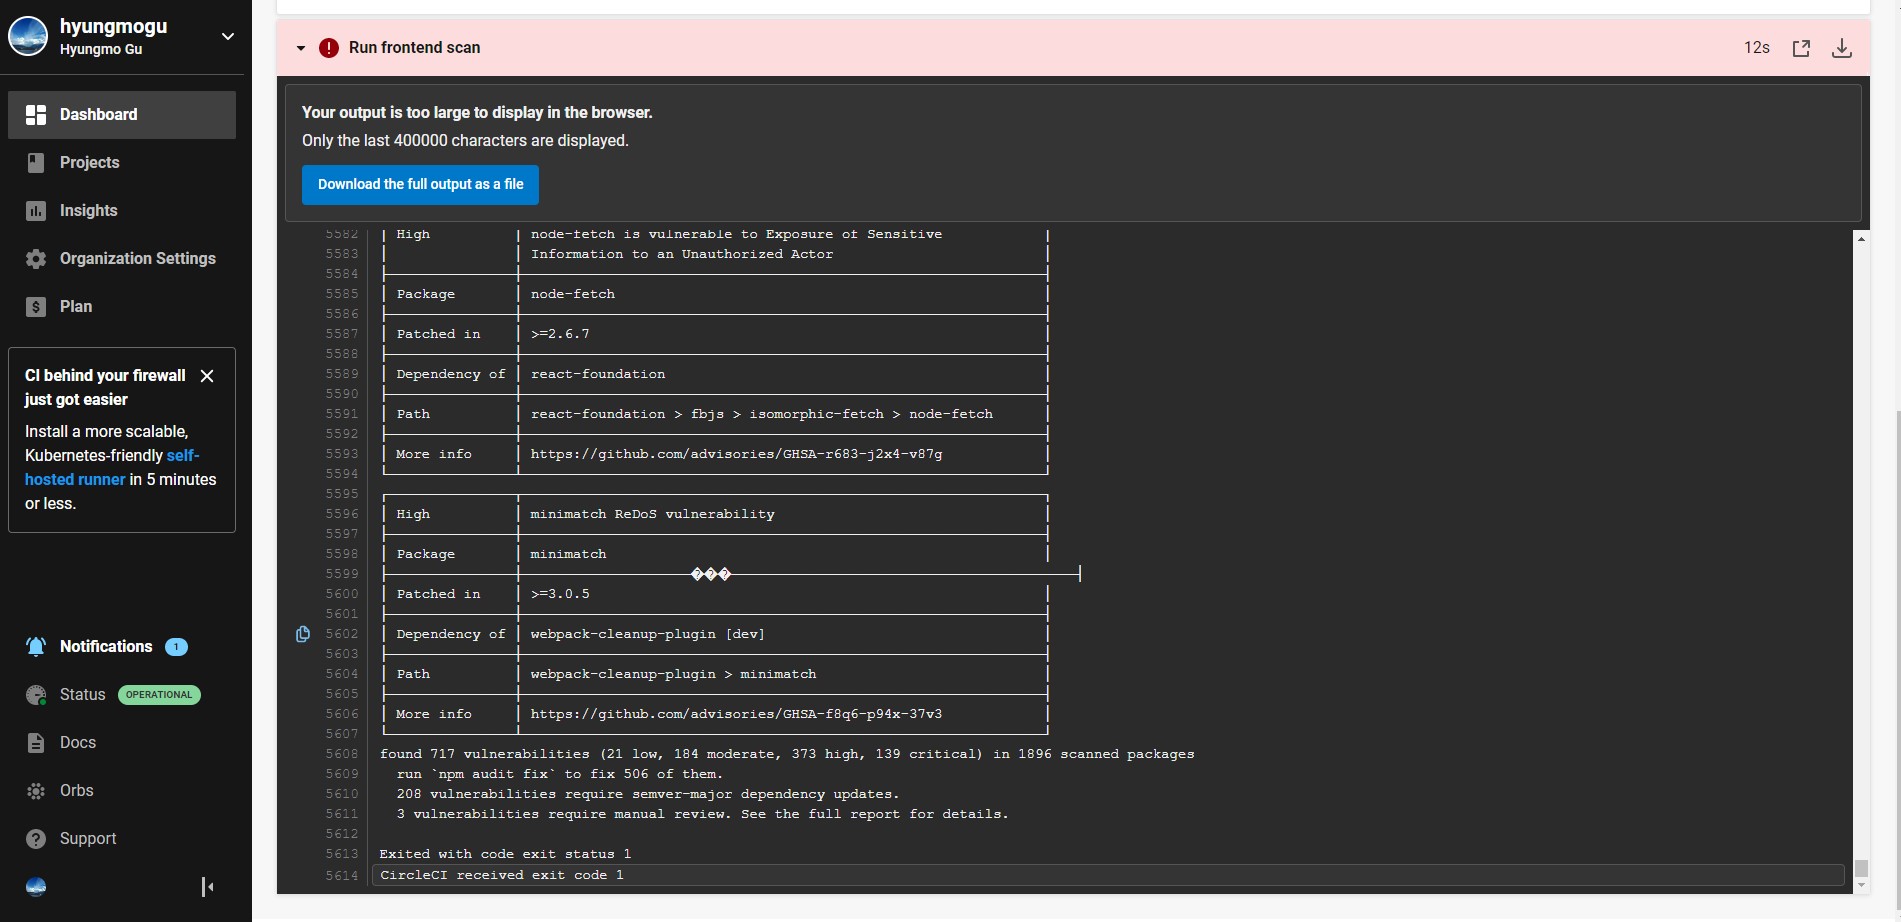 hyungmogu
Hyungmo Gu
Dashboard
Projects
Insights
Organization Settings
Plan
CI behind your firewall
just got easier
Install a more scalable,
Kubernetes-friendly self-
hosted runner in 5 minutes
or less.
Notifications 1
Status OPERATIONAL
Docs
Orbs
Support
Run frontend scan 12s
Your output is too large to display in the browser.
Only the last 400000 characters are displayed.
Download the full output as a file
5582 │ High │ node-fetch is vulnerable to Exposure of Sensitive │
5583 │ │ Information to an Unauthorized Actor │
5584
5585 │ Package │ node-fetch │
5586
5587 │ Patched in │ >=2.6.7 │
5588
5589 │ Dependency of │ react-foundation │
5590
5591 │ Path │ react-foundation > fbjs > isomorphic-fetch > node-fetch │
5592
5593 │ More info │ https://github.com/advisories/GHSA-r683-j2x4-v87g │
5594
5595
5596 │ High │ minimatch ReDoS vulnerability │
5597
5598 │ Package │ minimatch │
5599 ���
5600 │ Patched in │ >=3.0.5 │
5601
5602 │ Dependency of │ webpack-cleanup-plugin [dev] │
5603
5604 │ Path │ webpack-cleanup-plugin > minimatch │
5605
5606 │ More info │ https://github.com/advisories/GHSA-f8q6-p94x-37v3 │
5607
5608 found 717 vulnerabilities (21 low, 184 moderate, 373 high, 139 critical) in 1896 scanned packages
5609 run `npm audit fix` to fix 506 of them.
5610 208 vulnerabilities require semver-major dependency updates.
5611 3 vulnerabilities require manual review. See the full report for details.
5612
5613 Exited with code exit status 1
5614 CircleCI received exit code 1